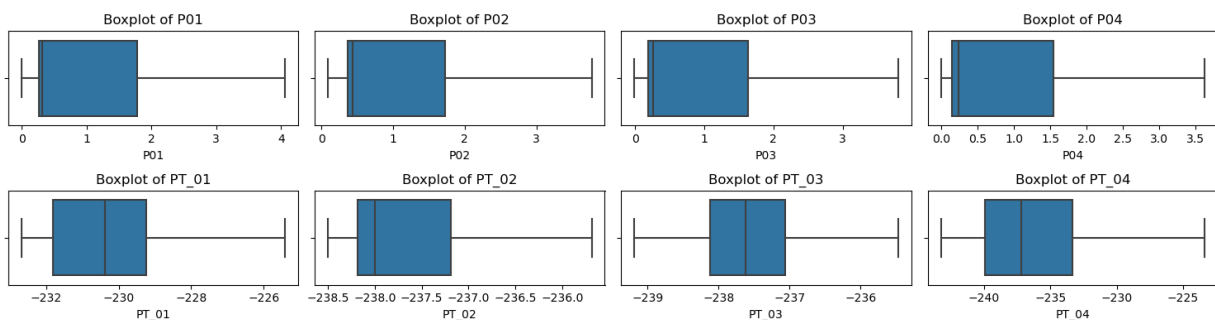 Boxplot of P01 Boxplot of P02 Boxplot of P03 Boxplot of P04
0 1 2 3 4 0 1 2 3 0 1 2 3 0.0 0.5 1.0 1.5 2.0 2.5 3.0 3.5
P01 P02 P03 P04
Boxplot of PT_01 Boxplot of PT_02 Boxplot of PT_03 Boxplot of PT_04
−232 −230 −228 −226 −238.5 −238.0 −237.5 −237.0 −236.5 −236.0 −239 −238 −237 −236 −240 −235 −230 −225
PT_01 PT_02 PT_03 PT_04